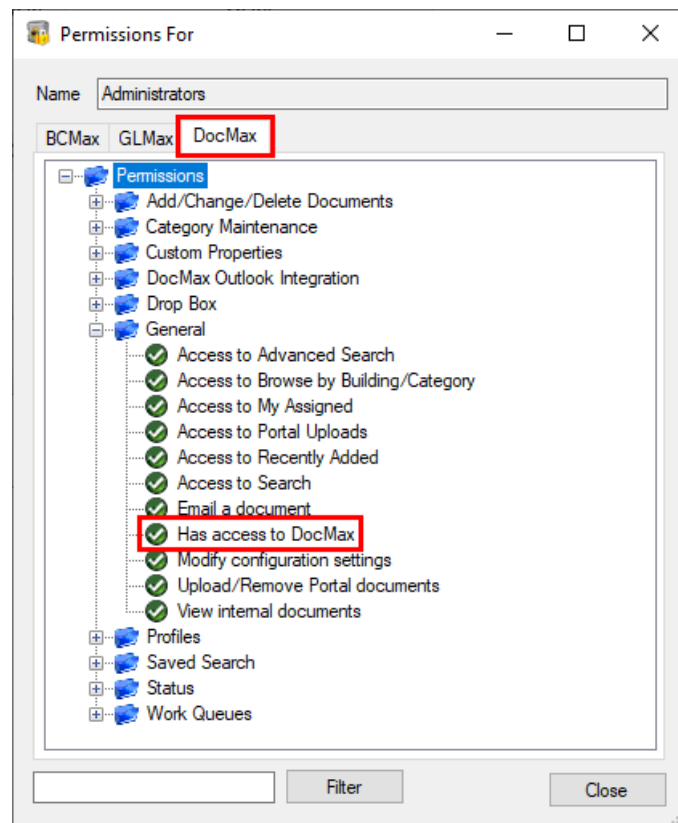 Permissions For
Name Administrators
BCMax GLMax DocMax
Permissions
Add/Change/Delete Documents
Category Maintenance
Custom Properties
DocMax Outlook Integration
Drop Box
General
Access to Advanced Search
Access to Browse by Building/Category
Access to My Assigned
Access to Portal Uploads
Access to Recently Added
Access to Search
Email a document
Has access to DocMax
Modify configuration settings
Upload/Remove Portal documents
View internal documents
Profiles
Saved Search
Status
Work Queues
Filter Close